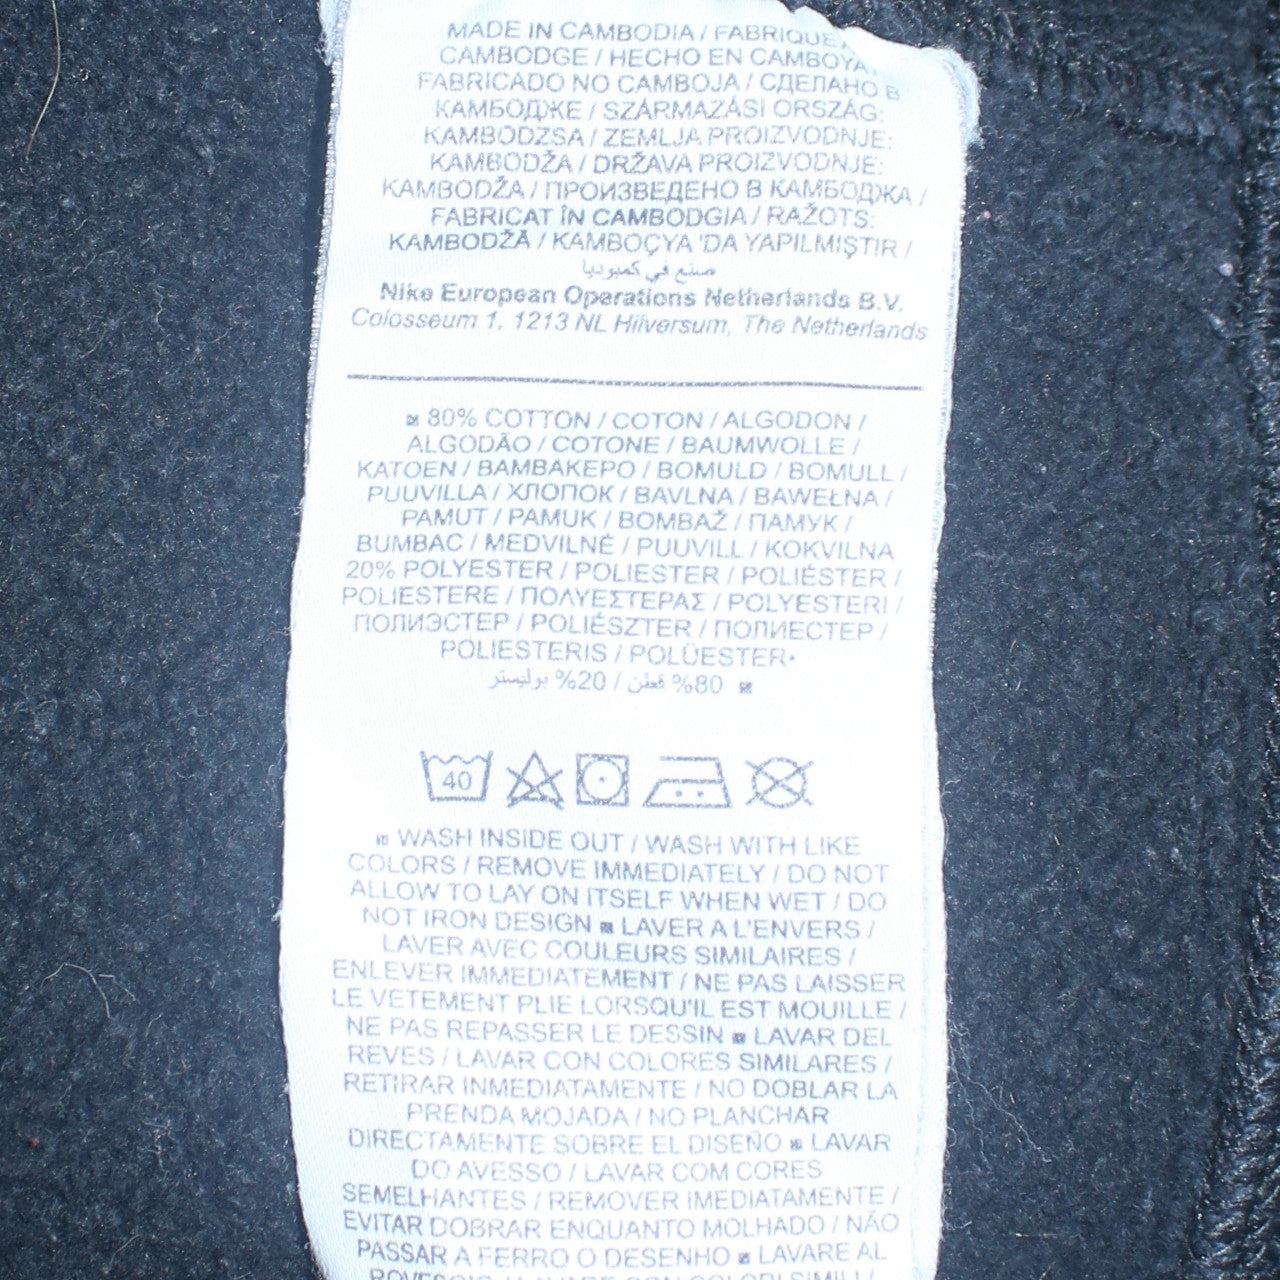 MADE IN CAMBODIA / FABRIQUE
CAMBODGE / HECHO EN CAMBOYA
FABRICADO NO CAMBOJA / СДЕЛАНО В
КАМБОДЖЕ / SZÁRMAZÁSI ORSZÁG:
KAMBODZSA / ZEMLJA PROIZVODNJE:
KAMBODŽA / DRŽAVA PROIZVODNJE:
KAMBODŽA / ПРОИЗВЕДЕНО В КАМБОДЖА /
FABRICAT ÎN CAMBODGIA / RAŽOTS:
KAMBODŽĀ / KAMBOÇYA 'DA YAPILMIŞTIR /
صنع في كمبوديا
Nike European Operations Netherlands B.V.
Colosseum 1, 1213 NL Hilversum, The Netherlands
80% COTTON / COTON / ALGODON /
ALGODÃO / COTONE / BAUMWOLLE /
KATOEN / ΒΑΜΒΑΚΕΡΟ / BOMULD / BOMULL /
PUUVILLA / ХЛОПОК / BAVLNA / BAWEŁNA /
PAMUT / PAMUK / BOMBAŽ / ПАМУК /
BUMBAC / MEDVILNĖ / PUUVILL / KOKVILNA
20% POLYESTER / POLIESTER / POLIÉSTER /
POLIESTERE / ΠΟΛΥΕΣΤΕΡΑΣ / POLYESTERI /
ПОЛИЭСТЕР / POLIÉSZTER / ПОЛИЕСТЕР /
POLIESTERIS / POLÜESTER•
80% قطن / 20% بوليستر
40
WASH INSIDE OUT / WASH WITH LIKE
COLORS / REMOVE IMMEDIATELY / DO NOT
ALLOW TO LAY ON ITSELF WHEN WET / DO
NOT IRON DESIGN ▪ LAVER A L'ENVERS /
LAVER AVEC COULEURS SIMILAIRES /
ENLEVER IMMEDIATEMENT / NE PAS LAISSER
LE VETEMENT PLIE LORSQU'IL EST MOUILLE /
NE PAS REPASSER LE DESSIN ▪ LAVAR DEL
REVES / LAVAR CON COLORES SIMILARES /
RETIRAR INMEDIATAMENTE / NO DOBLAR LA
PRENDA MOJADA / NO PLANCHAR
DIRECTAMENTE SOBRE EL DISEÑO ▪ LAVAR
DO AVESSO / LAVAR COM CORES
SEMELHANTES / REMOVER IMEDIATAMENTE /
EVITAR DOBRAR ENQUANTO MOLHADO / NÃO
PASSAR A FERRO O DESENHO ▪ LAVARE AL